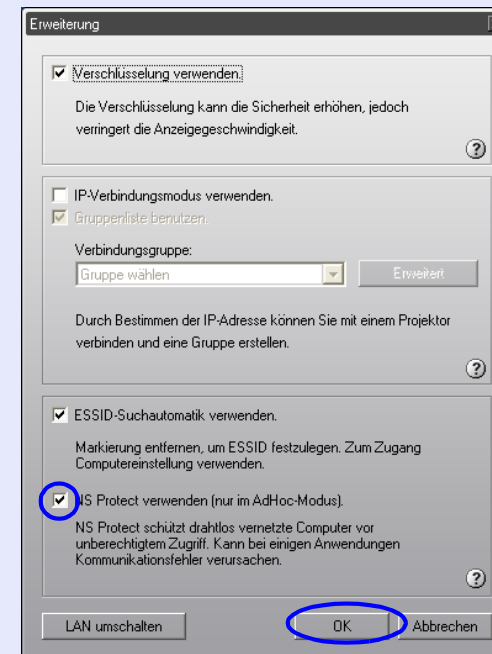 Erweiterung
Verschlüsselung verwenden.
Die Verschlüsselung kann die Sicherheit erhöhen, jedoch
verringert die Anzeigegeschwindigkeit.
?
IP-Verbindungsmodus verwenden.
Gruppenliste benutzen.
Verbindungsgruppe:
Gruppe wählen Erweitert
Durch Bestimmen der IP-Adresse können Sie mit einem Projektor
verbinden und eine Gruppe erstellen.
?
ESSID-Suchautomatik verwenden.
Markierung entfernen, um ESSID festzulegen. Zum Zugang
Computereinstellung verwenden.
NS Protect verwenden (nur im AdHoc-Modus).
NS Protect schützt drahtlos vernetzte Computer vor
unberechtigtem Zugriff. Kann bei einigen Anwendungen
Kommunikationsfehler verursachen.
?
LAN umschalten OK Abbrechen